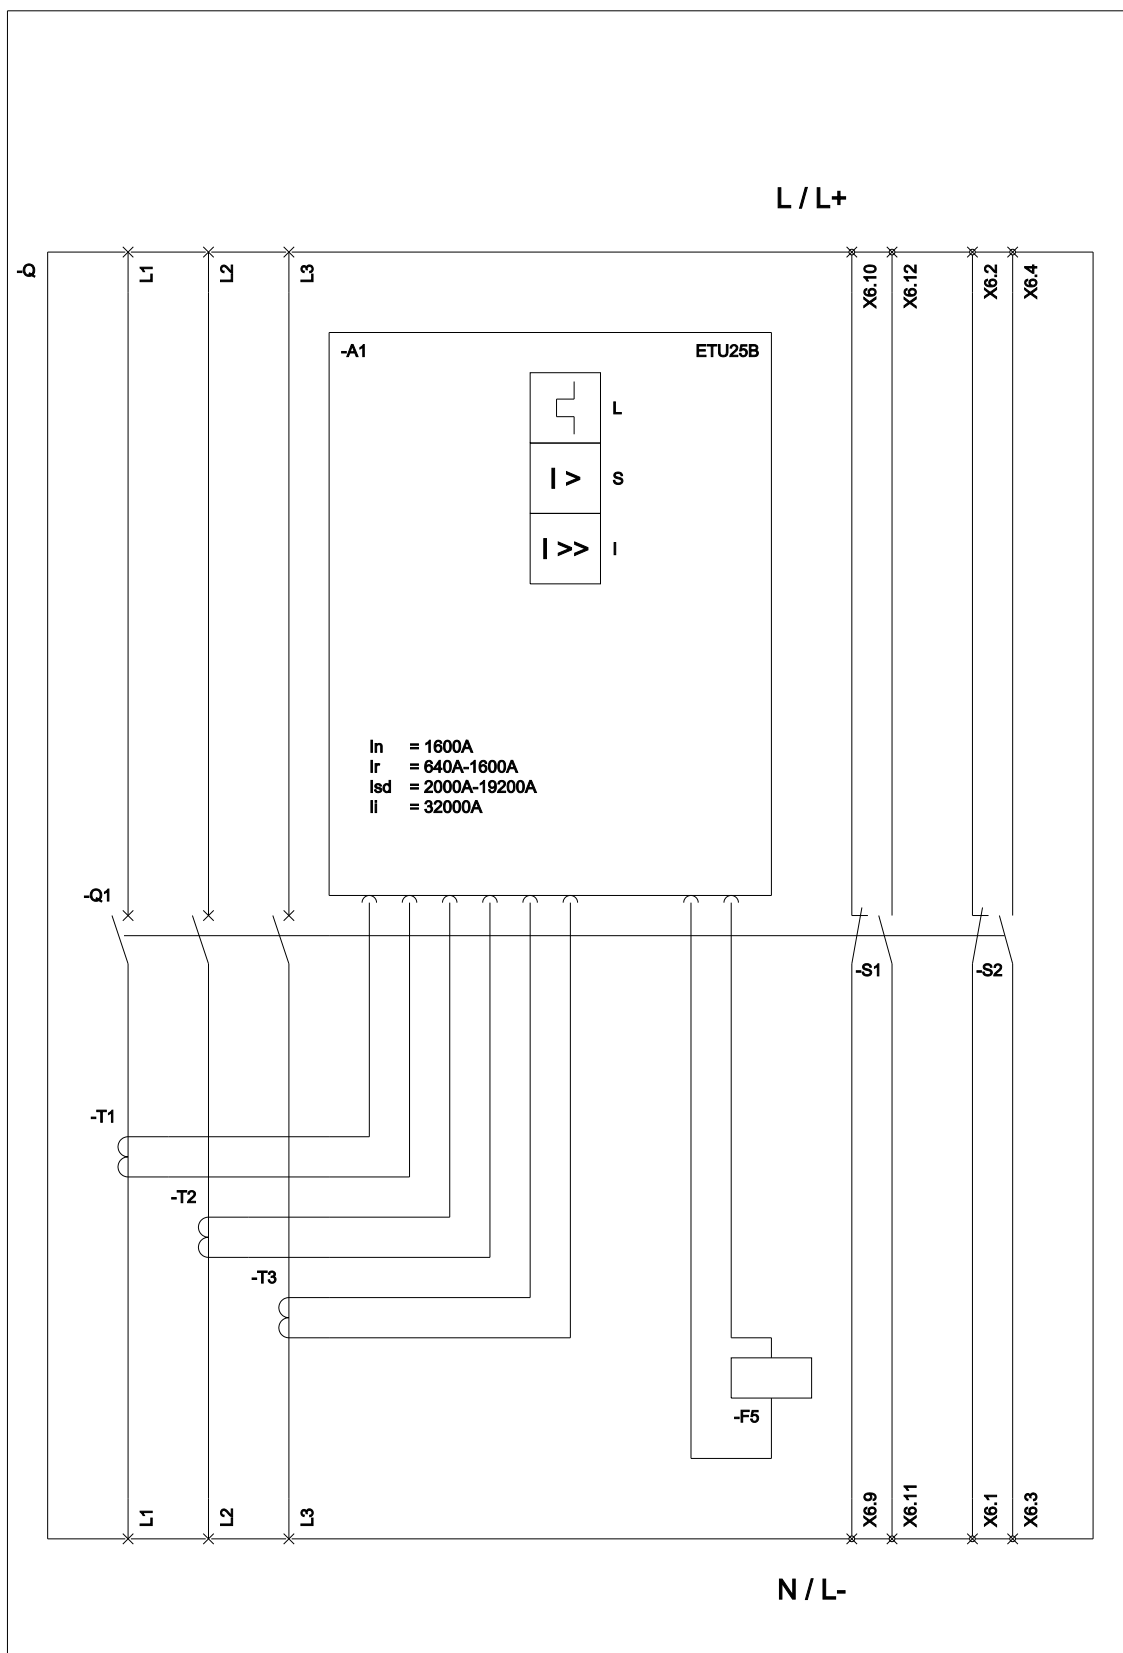 L / L+
-Q
L1
L2
L3
X6.10
X6.12
X6.2
X6.4
-A1
ETU25B
L
I >
S
I >>
I
In = 1600A
Ir = 640A-1600A
Isd = 2000A-19200A
Ii = 32000A
-Q1
-S1
-S2
-T1
-T2
-T3
-F5
L1
L2
L3
X6.9
X6.11
X6.1
X6.3
N / L-